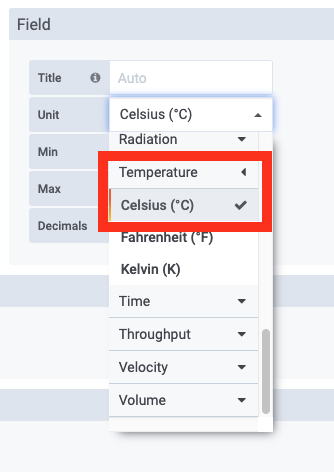 Field
Title Auto
Unit Celsius (°C)
Min Radiation
Temperature
Max Celsius (°C)
Decimals Fahrenheit (°F)
Kelvin (K)
Time
Throughput
Velocity
Volume